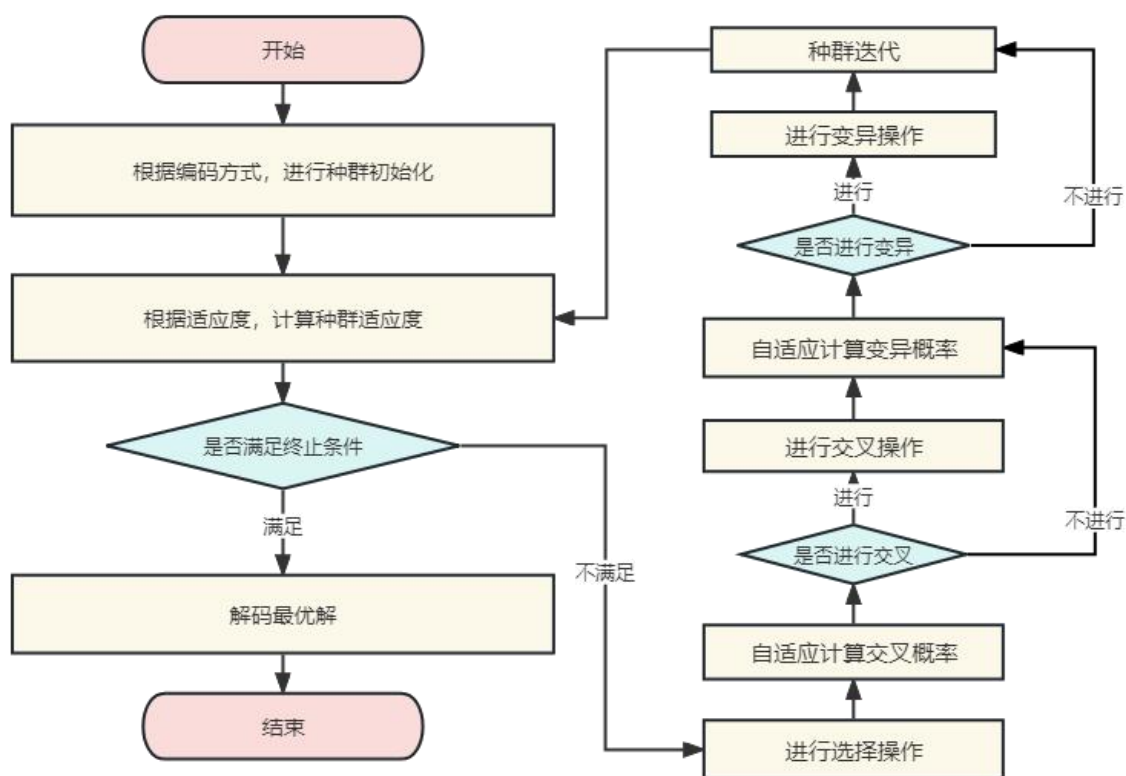 开始
根据编码方式，进行种群初始化
根据适应度，计算种群适应度
是否满足终止条件
满足
不满足
解码最优解
结束
种群迭代
进行变异操作
进行
不进行
是否进行变异
自适应计算变异概率
进行交叉操作
进行
不进行
是否进行交叉
自适应计算交叉概率
进行选择操作